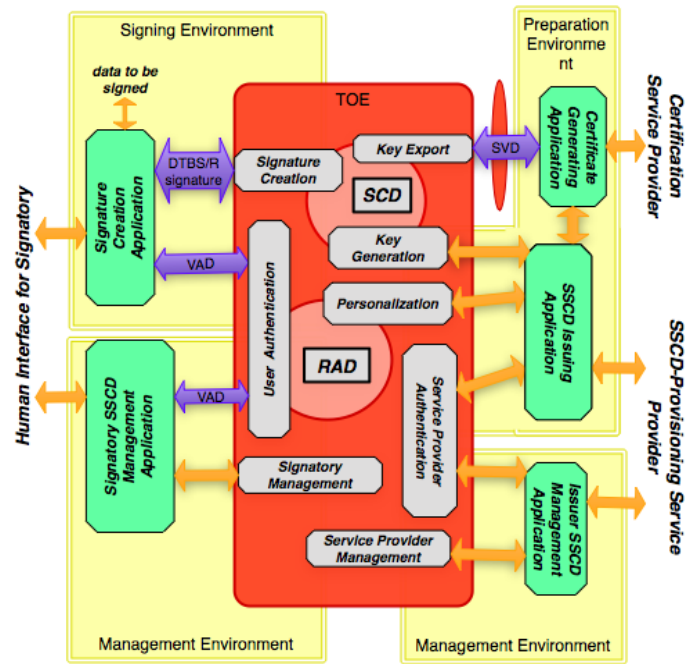 Signing Environment
Preparation
Environme
nt
data to be
signed
TOE
Certification
Service Provider
Certificate
Generating
Application
SVD
Key Export
DTBS/R
signature
Signature
Creation
Signature
Creation
Application
SCD
Human Interface for Signatory
VAD
User Authentication
Key
Generation
Personalization
SSCD Issuing
Application
SSCD-Provisioning Service
Provider
RAD
Service Provider
Authentication
Signatory SSCD
Management
Application
VAD
Signatory
Management
Issuer SSCD
Management
Application
Service Provider
Management
Management Environment
Management Environment